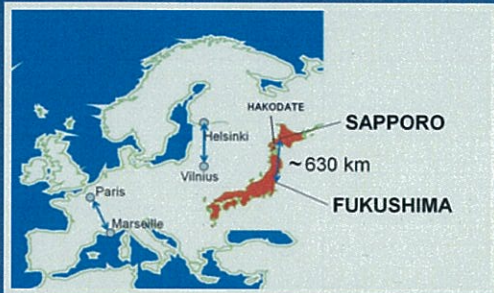 HAKODATE
SAPPORO
Helsinki
~630 km
Vilnius
Paris
FUKUSHIMA
Marseille